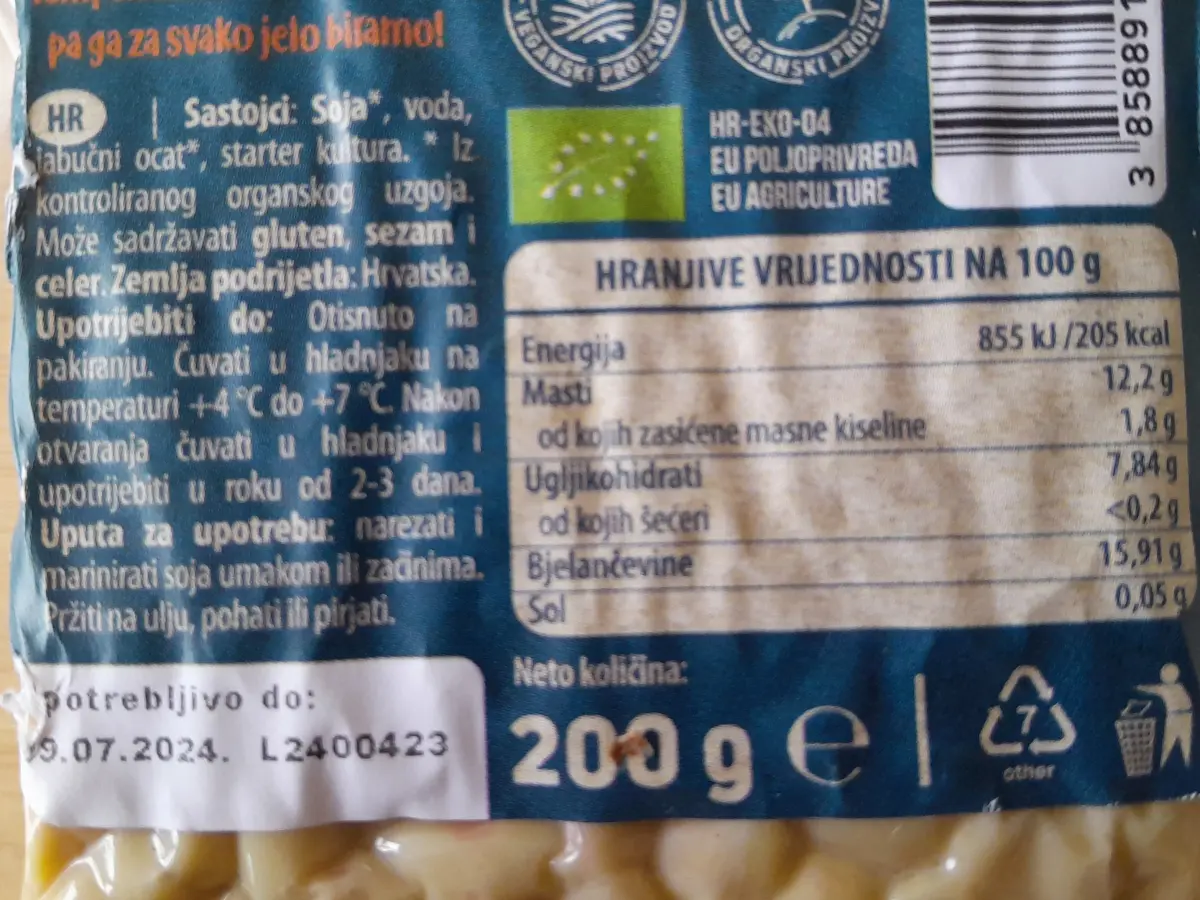 pa ga za svako jelo biramo!
VEGANSKI PROIZVOD
ORGANSKI PROIZV
HR | Sastojci: Soja*, voda,
jabučni ocat*, starter kultura. * Iz
kontroliranog organskog uzgoja.
Može sadržavati gluten, sezam i
celer. Zemlja podrijetla: Hrvatska.
Upotrijebiti do: Otisnuto na
pakiranju. Čuvati u hladnjaku na
temperaturi +4 °C do +7 °C. Nakon
otvaranja čuvati u hladnjaku i
upotrijebiti u roku od 2-3 dana.
Uputa za upotrebu: narezati i
marinirati soja umakom ili začinima.
Pržiti na ulju, pohati ili pirjati.
potrebljivo do:
9.07.2024. L2400423
HR-EKO-04
EU POLJOPRIVREDA
EU AGRICULTURE
3 858891
HRANJIVE VRIJEDNOSTI NA 100 g
Energija 855 kJ /205 kcal
Masti 12,2 g
od kojih zasićene masne kiseline 1,8 g
Ugljikohidrati 7,84 g
od kojih šećeri <0,2 g
Bjelančevine 15,91 g
Sol 0,05 g
Neto količina:
200 g e
7
other